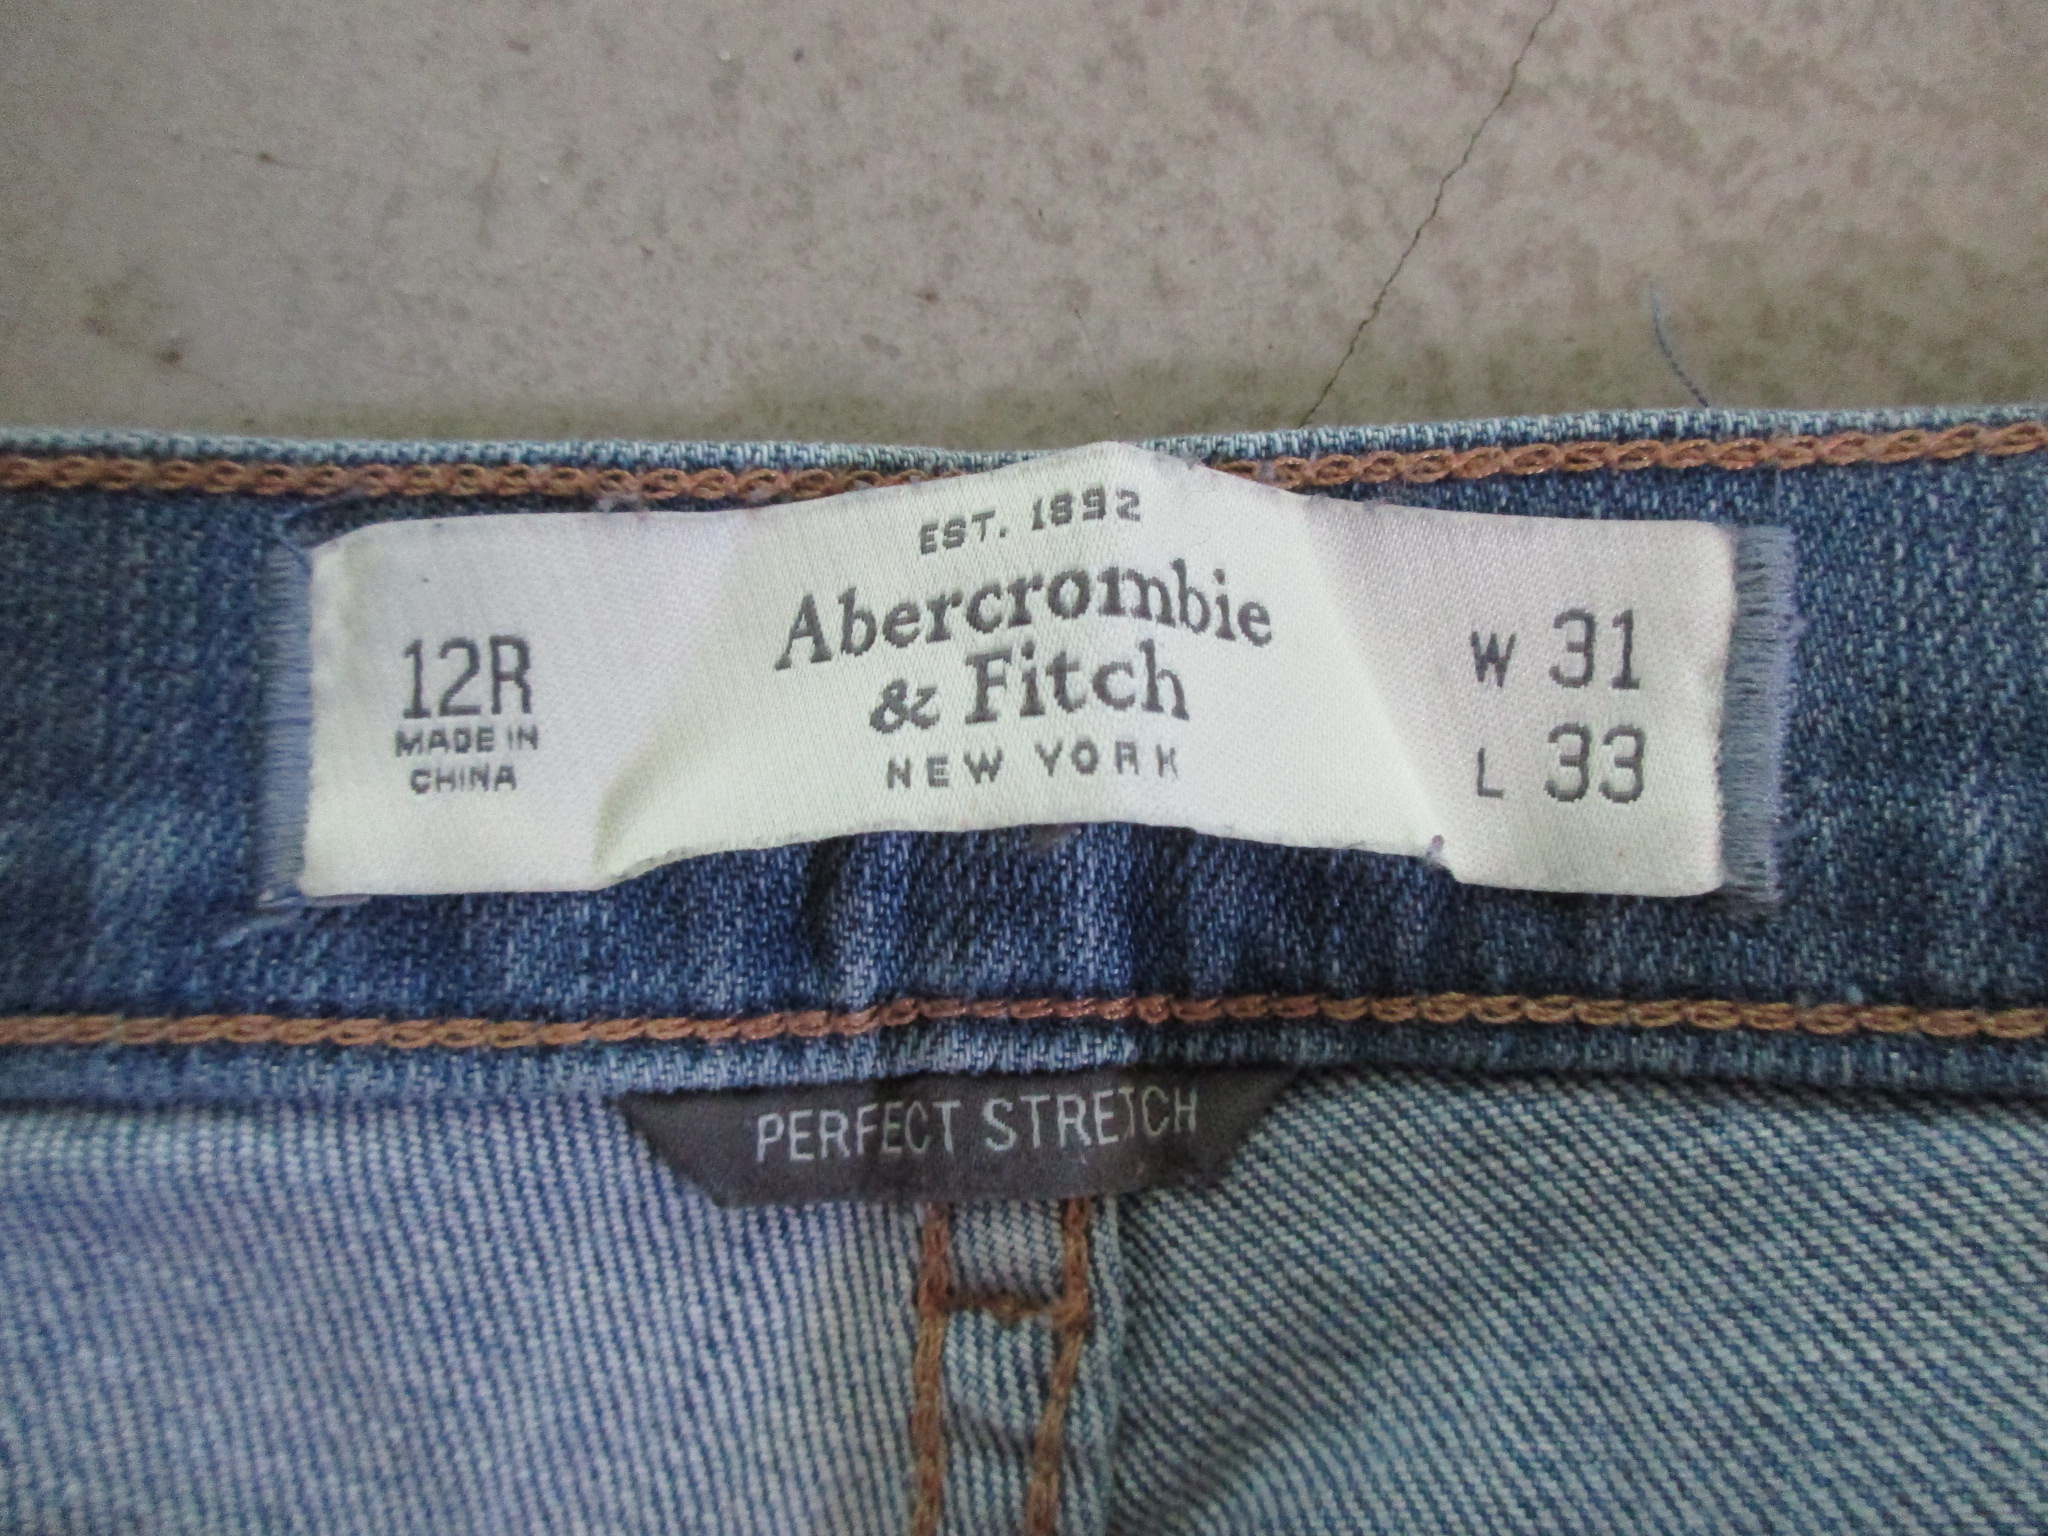 EST. 1892
Abercrombie
& Fitch
NEW YORK
12R
MADE IN
CHINA
W 31
L 33
PERFECT STRETCH